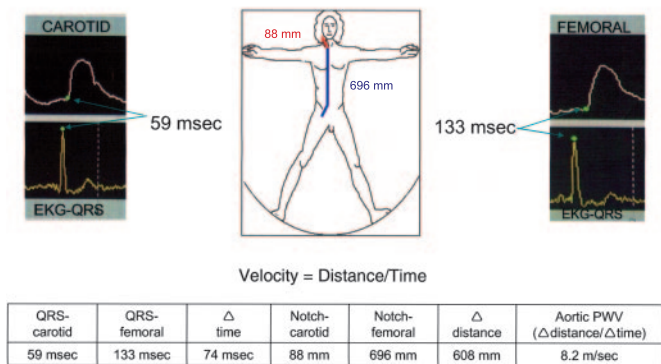 CAROTID
88 mm
FEMORAL
696 mm
59 msec
133 msec
EKG-QRS
EKG-QRS
Velocity = Distance/Time
QRS-carotid
QRS-femoral
△ time
Notch-carotid
Notch-femoral
△ distance
Aortic PWV (△distance/△time)
59 msec
133 msec
74 msec
88 mm
696 mm
608 mm
8.2 m/sec